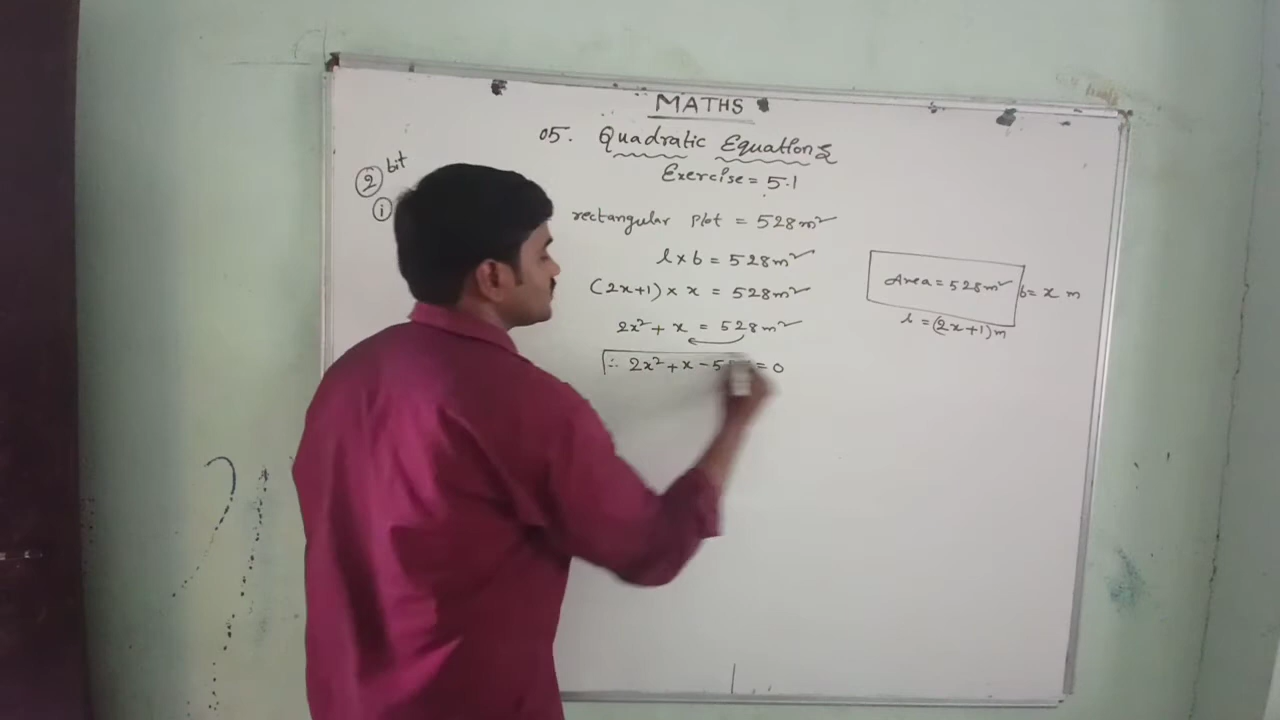 MATHS
05. Quadratic Equations
Exercise = 5.1
2 bit
i
rectangular plot = 528m²
l x b = 528m²
(2x+1) x x = 528m²
2x² + x = 528m²
∴ 2x² + x - 5 = 0
Area = 528m²
b = x m
l = (2x+1)m